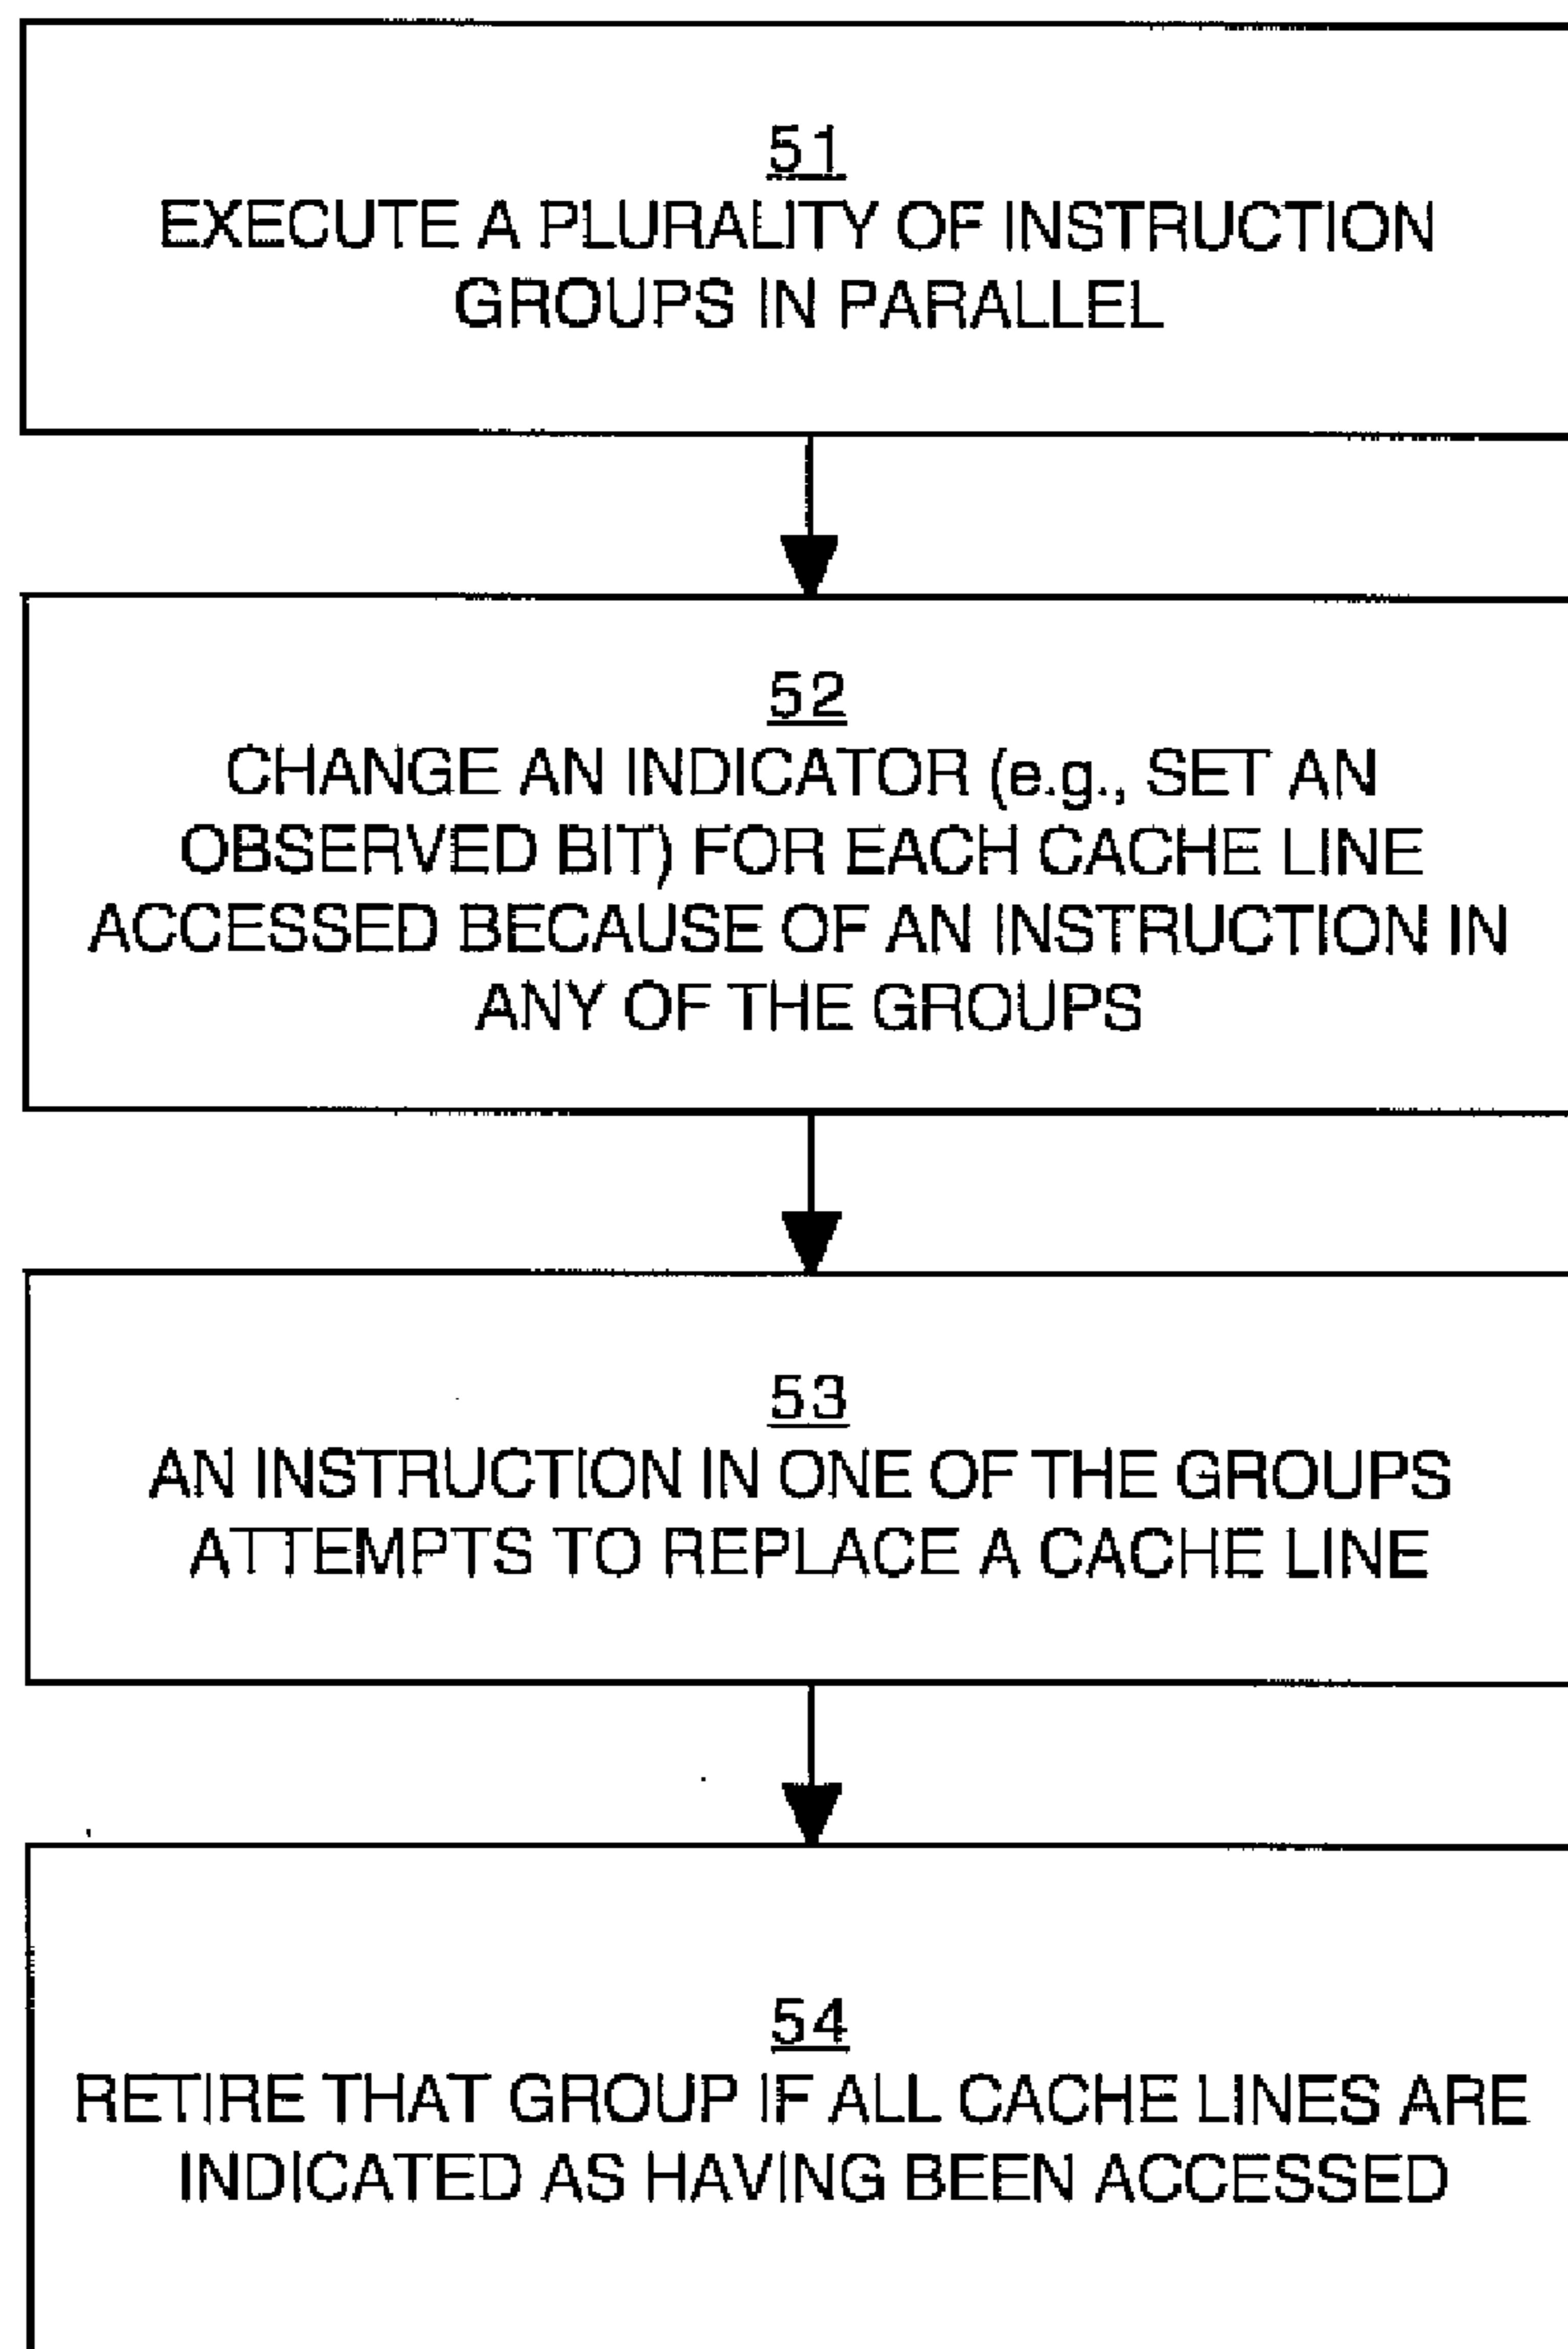 51
EXECUTE A PLURALITY OF INSTRUCTION
GROUPS IN PARALLEL
52
CHANGE AN INDICATOR (e.g., SET AN
OBSERVED BIT) FOR EACH CACHE LINE
ACCESSED BECAUSE OF AN INSTRUCTION IN
ANY OF THE GROUPS
53
AN INSTRUCTION IN ONE OF THE GROUPS
ATTEMPTS TO REPLACE A CACHE LINE
54
RETIRE THAT GROUP IF ALL CACHE LINES ARE
INDICATED AS HAVING BEEN ACCESSED